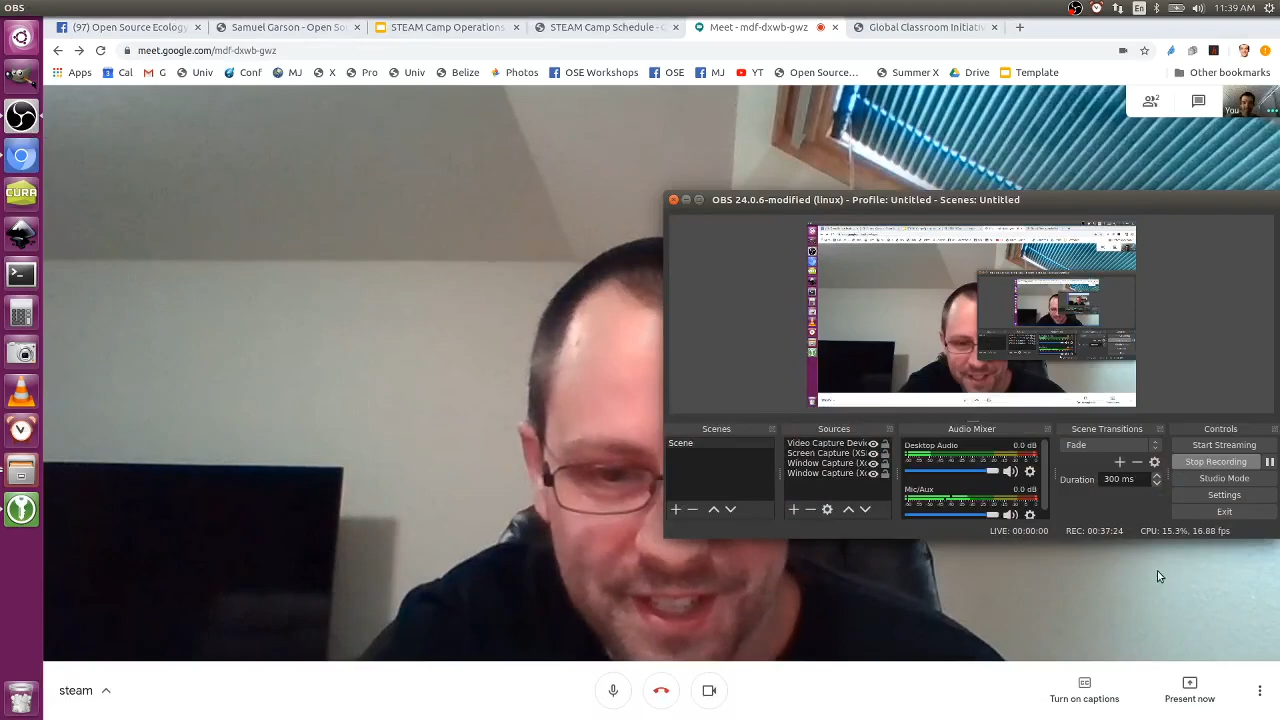 OBS
En
11:39 AM
(97) Open Source Ecology
Samuel Garson - Open So
STEAM Camp Operations
STEAM Camp Schedule - G
Meet - mdf-dxwb-gwz
Global Classroom Initiativ
meet.google.com/mdf-dxwb-gwz
Apps
Cal
G
Univ
Conf
MJ
X
Pro
Univ
Belize
Photos
OSE Workshops
OSE
MJ
YT
Open Source...
Summer X
Drive
Template
Other bookmarks
2
You
CURA
OBS 24.0.6-modified (linux) - Profile: Untitled - Scenes: Untitled
Scenes
Sources
Audio Mixer
Scene Transitions
Controls
Scene
Video Capture Devi
Screen Capture (XS
Window Capture (Xc
Window Capture (Xc
Desktop Audio
0.0 dB
Mic/Aux
0.0 dB
Fade
Duration
300 ms
Start Streaming
Stop Recording
Studio Mode
Settings
Exit
LIVE: 00:00:00
REC: 00:37:24
CPU: 15.3%, 16.88 fps
steam
Turn on captions
Present now